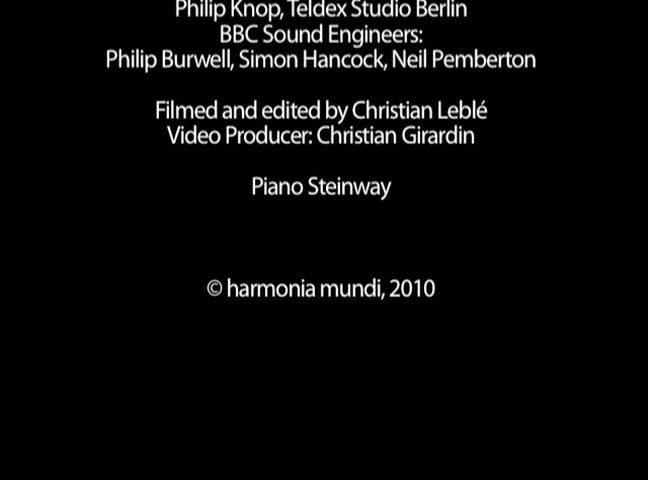 Philip Knop, Teldex Studio Berlin
BBC Sound Engineers:
Philip Burwell, Simon Hancock, Neil Pemberton
Filmed and edited by Christian Leblé
Video Producer: Christian Girardin
Piano Steinway
© harmonia mundi, 2010